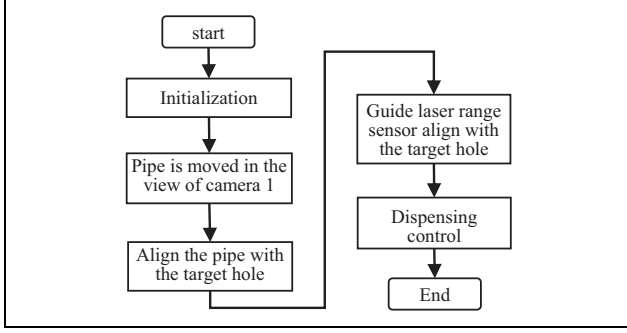 start
Initialization
Pipe is moved in the
view of camera 1
Align the pipe with
the target hole
Guide laser range
sensor align with
the target hole
Dispensing
control
End